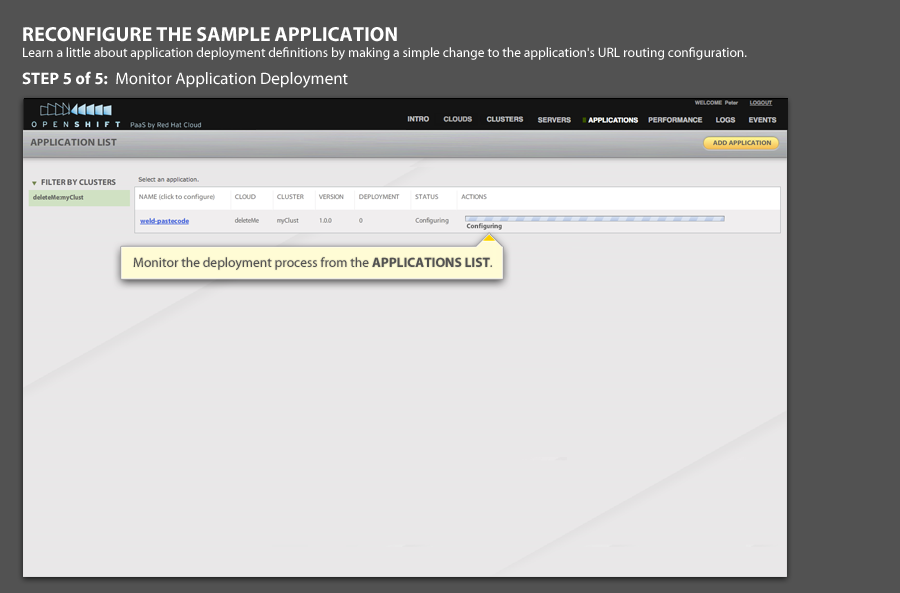 RECONFIGURE THE SAMPLE APPLICATION
Learn a little about application deployment definitions by making a simple change to the application's URL routing configuration.
STEP 5 of 5: Monitor Application Deployment
WELCOME Peter LOGOUT
OPENSHIFT PaaS by Red Hat Cloud
INTRO CLOUDS CLUSTERS SERVERS APPLICATIONS PERFORMANCE LOGS EVENTS
APPLICATION LIST
ADD APPLICATION
FILTER BY CLUSTERS
deleteMe:myClust
Select an application.
NAME (click to configure) CLOUD CLUSTER VERSION DEPLOYMENT STATUS ACTIONS
weld-pastecode deleteMe myClust 1.0.0 0 Configuring
Configuring
Monitor the deployment process from the APPLICATIONS LIST.